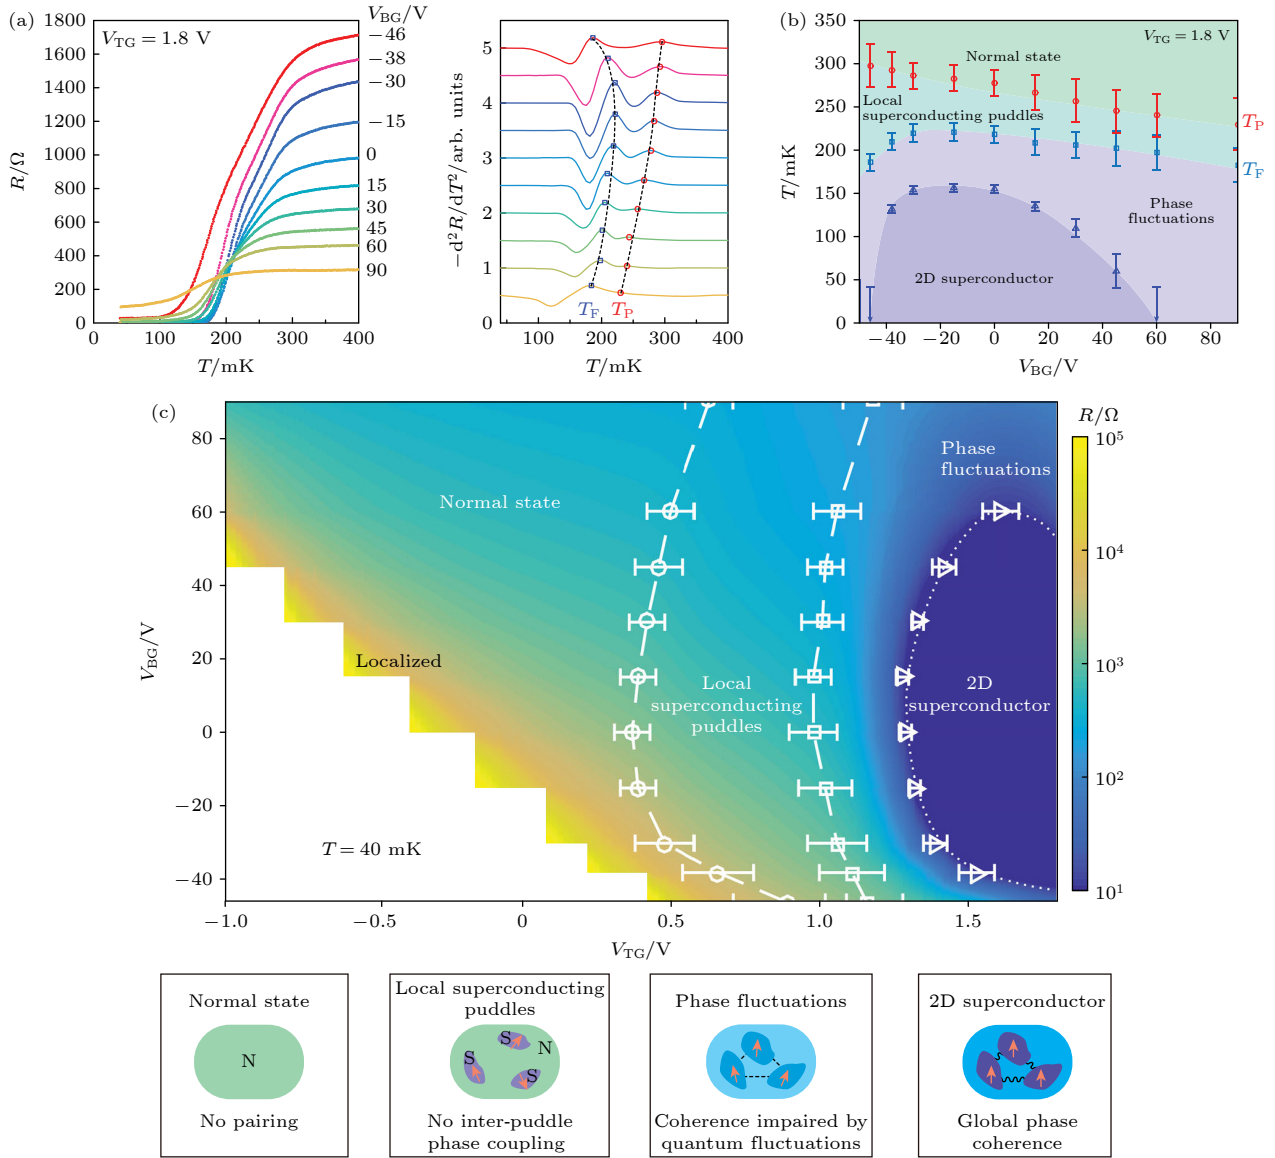 (a)
V_TG = 1.8 V
V_BG/V
−46
−38
−30
−15
0
15
30
45
60
90
R/Ω
1800
1600
1400
1200
1000
800
600
400
200
0
0 100 200 300 400
T/mK
−d²R/dT²/arb. units
5
4
3
2
1
0
T_F T_P
100 200 300 400
T/mK
(b)
V_TG = 1.8 V
T/mK
350
300
250
200
150
100
50
0
Normal state
Local
superconducting puddles
T_P
T_F
Phase
fluctuations
2D superconductor
−40 −20 0 20 40 60 80
V_BG/V
(c)
V_BG/V
80
60
40
20
0
−20
−40
Normal state
Localized
Local
superconducting
puddles
Phase
fluctuations
2D
superconductor
T = 40 mK
−1.0 −0.5 0 0.5 1.0 1.5
V_TG/V
R/Ω
10⁵
10⁴
10³
10²
10¹
Normal state
N
No pairing
Local superconducting
puddles
S
S N
S
No inter-puddle
phase coupling
Phase fluctuations
Coherence impaired by
quantum fluctuations
2D superconductor
Global phase
coherence